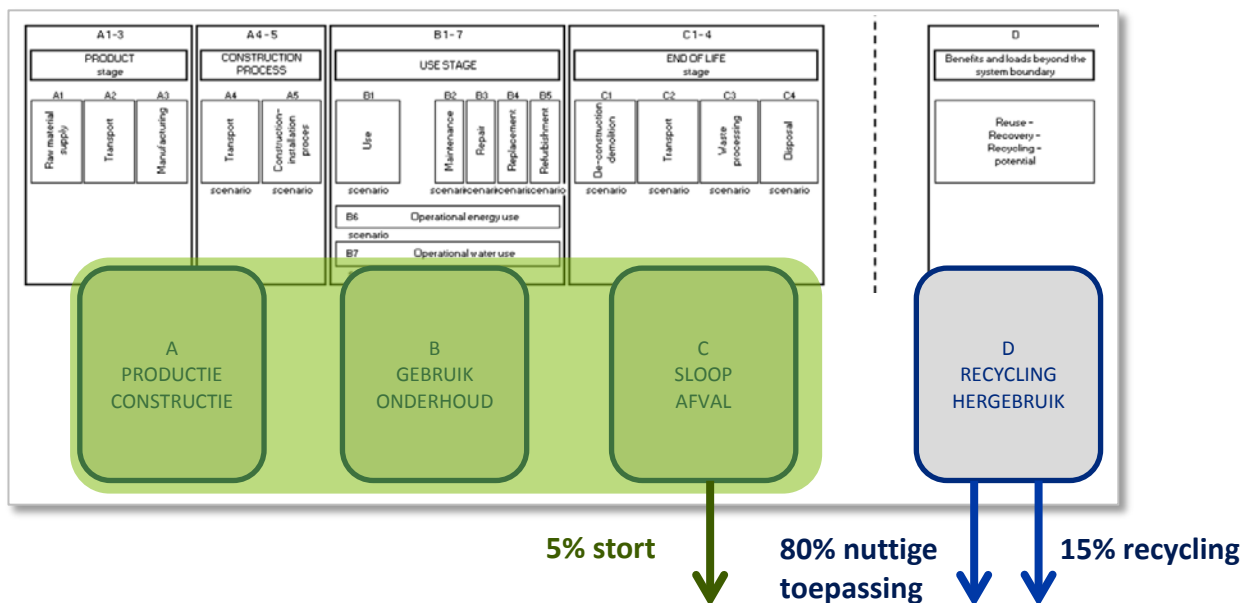 A1-3
PRODUCT
stage
A1
A2
A3
Raw material
supply
Transport
Manufacturing
A4-5
CONSTRUCTION
PROCESS
A4
A5
Transport
Construction-
installation
proces
scenario
scenario
B1-7
USE STAGE
B1
B2
B3
B4
B5
Use
Maintenance
Repair
Replacement
Refurbishment
scenario
scenario
scenario
scenario
scenario
B6
Operational energy use
scenario
B7
Operational water use
C1-4
END OF LIFE
stage
C1
C2
C3
C4
De-construction
demolition
Transport
Waste
processing
Disposal
scenario
scenario
scenario
scenario
D
Benefits and loads beyond the
system boundary
Reuse -
Recovery -
Recycling -
potential
A
PRODUCTIE
CONSTRUCTIE
B
GEBRUIK
ONDERHOUD
C
SLOOP
AFVAL
D
RECYCLING
HERGEBRUIK
5% stort
80% nuttige
toepassing
15% recycling